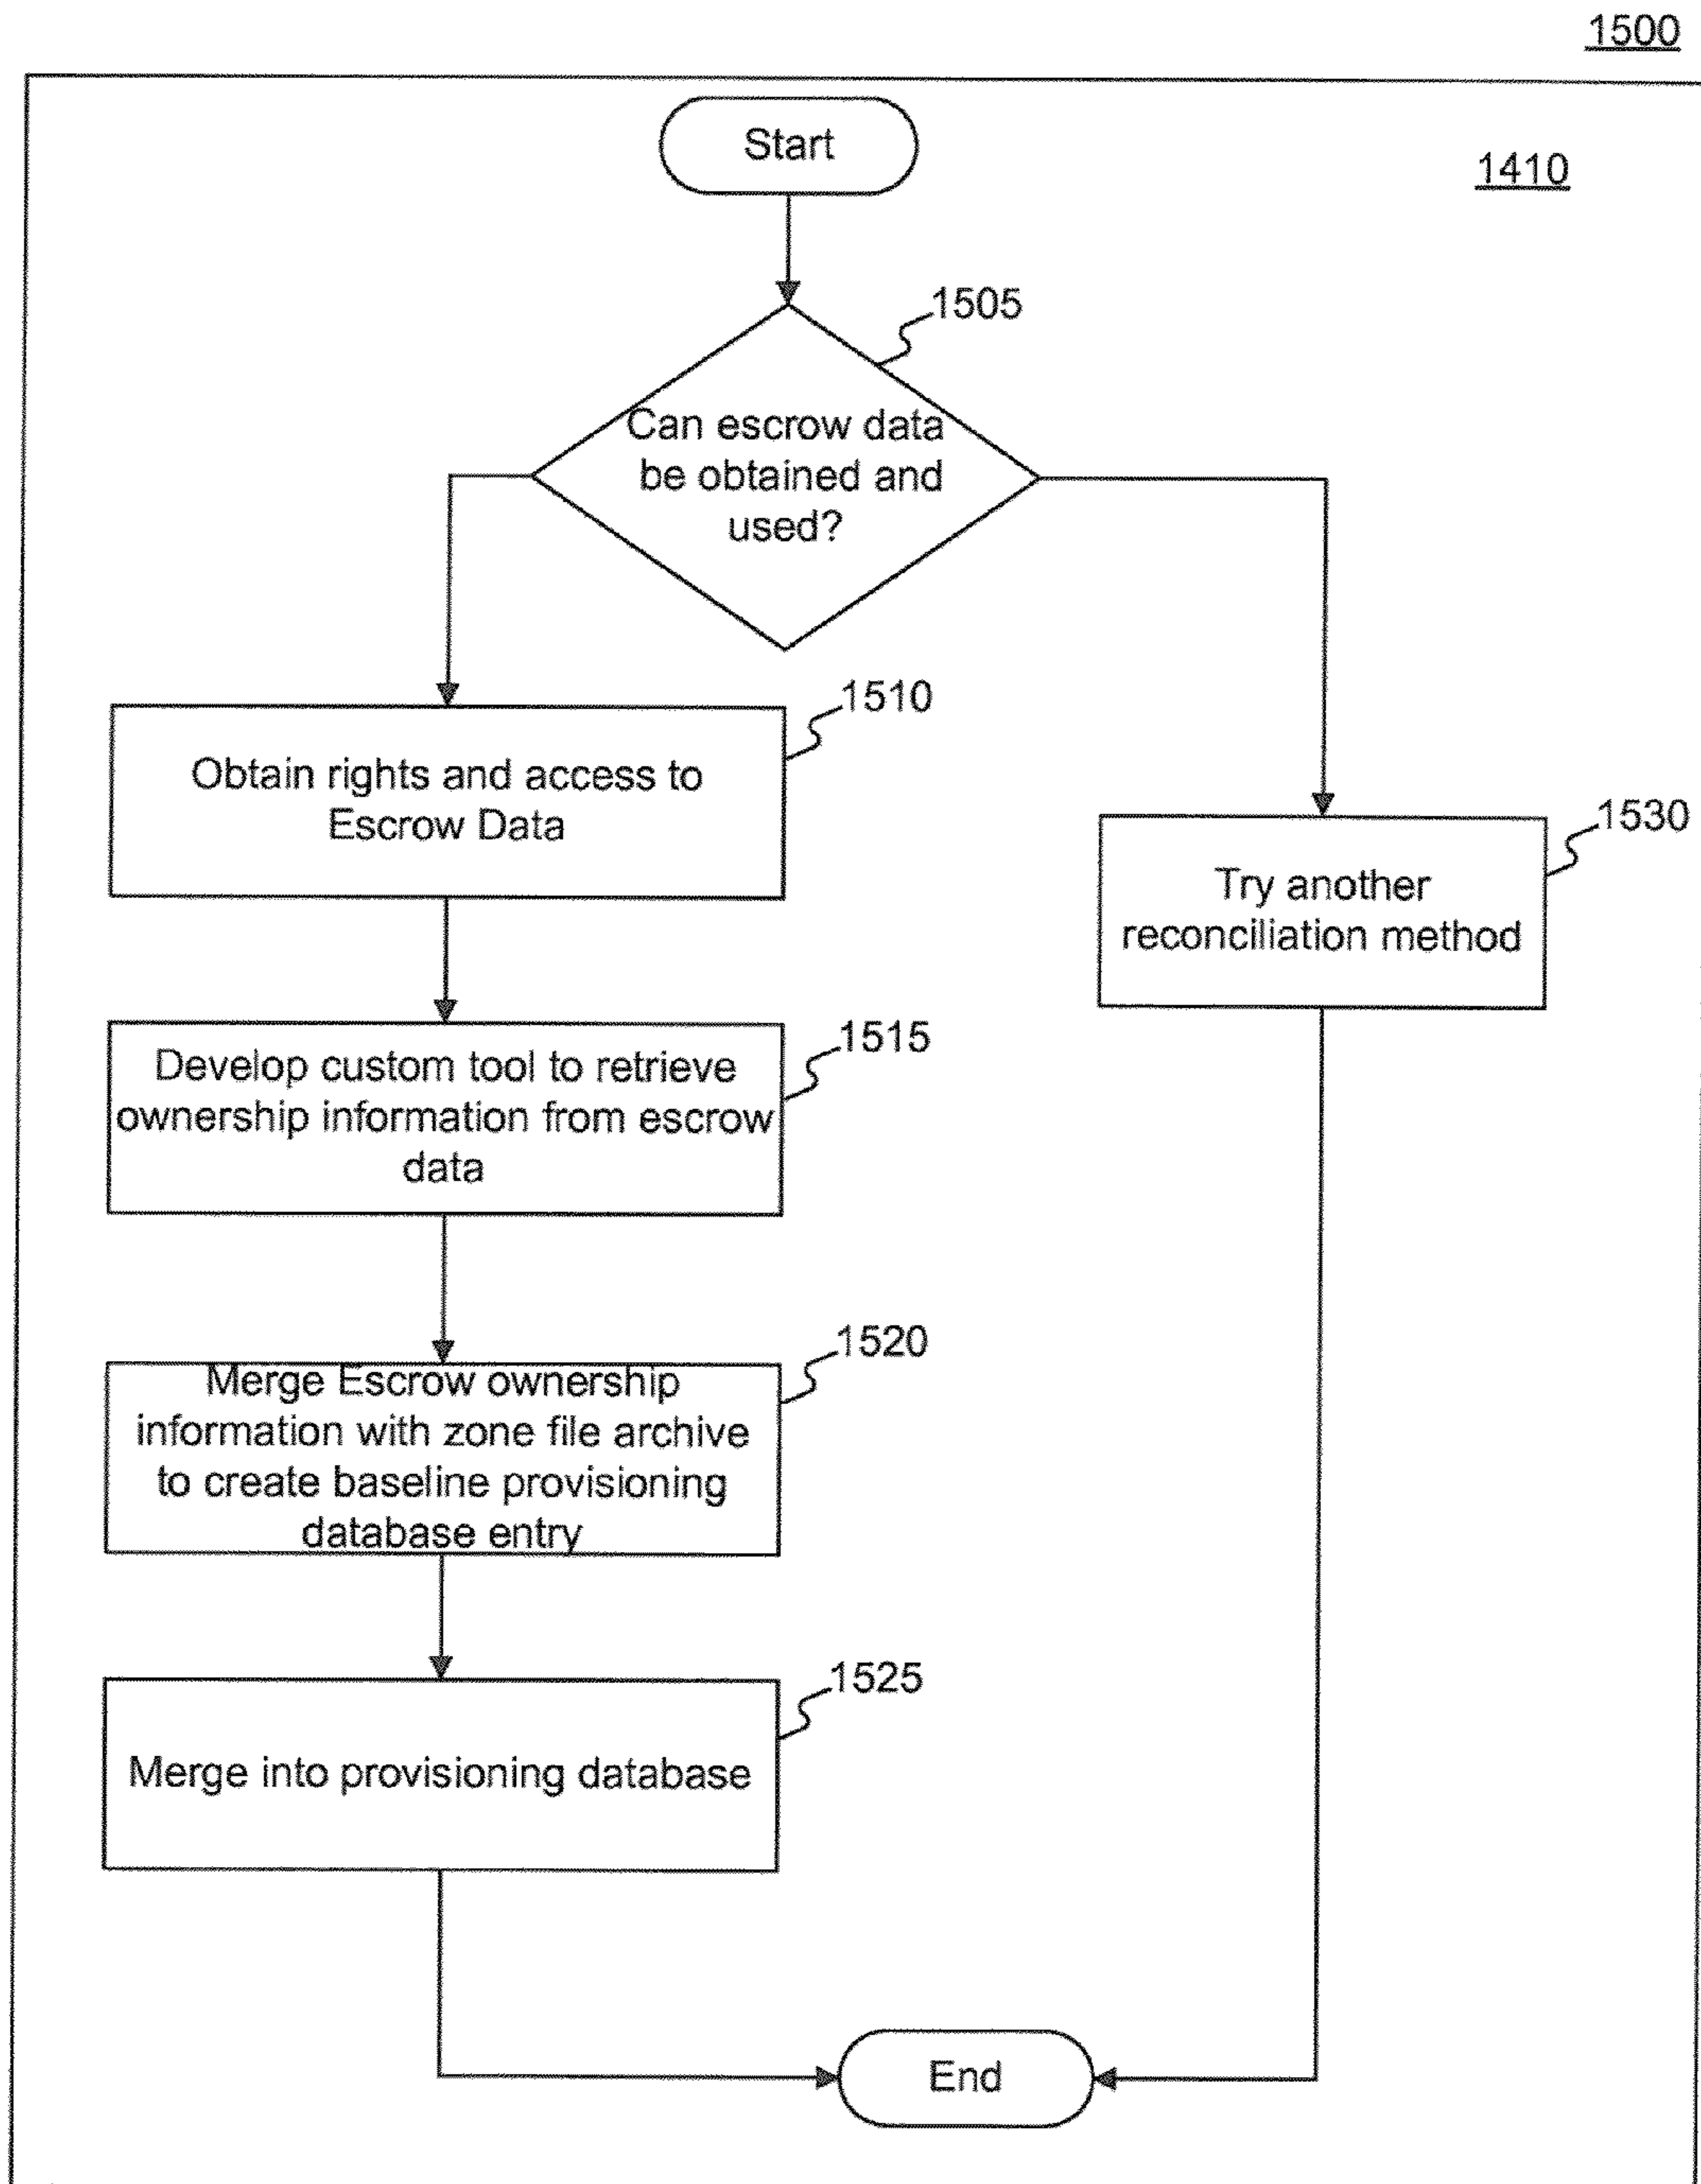 1500
Start
1410
1505
Can escrow data
be obtained and
used?
1510
Obtain rights and access to
Escrow Data
1530
Try another
reconciliation method
1515
Develop custom tool to retrieve
ownership information from escrow
data
1520
Merge Escrow ownership
information with zone file archive
to create baseline provisioning
database entry
1525
Merge into provisioning database
End